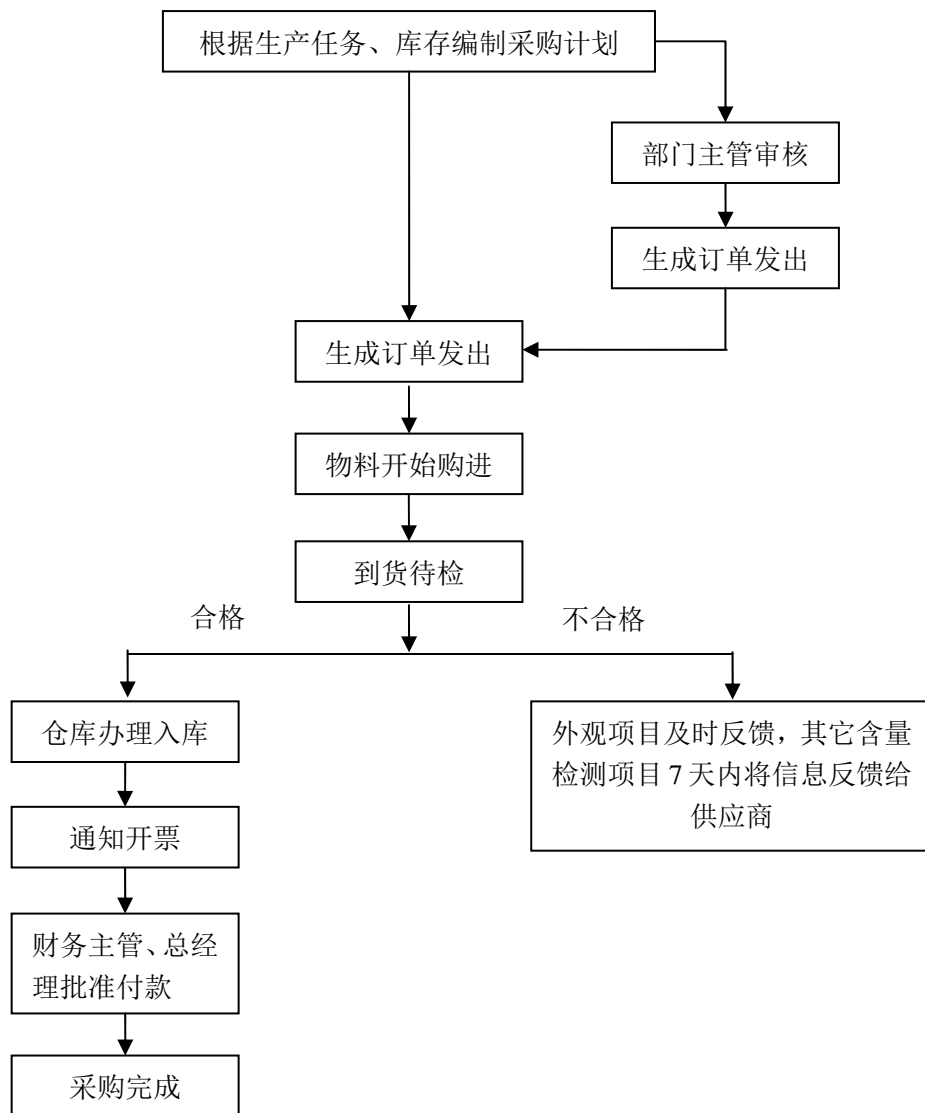 根据生产任务、库存编制采购计划
部门主管审核
生成订单发出
生成订单发出
物料开始购进
到货待检
合格
不合格
仓库办理入库
外观项目及时反馈，其它含量
检测项目 7 天内将信息反馈给
供应商
通知开票
财务主管、总经
理批准付款
采购完成